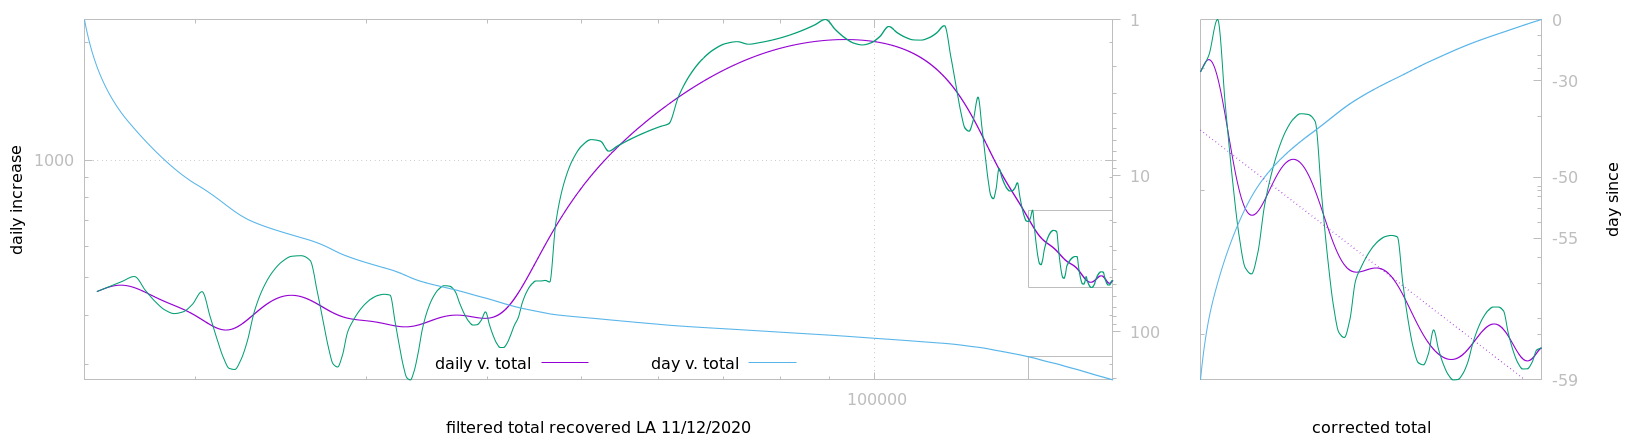 1
0
-30
1000
10
-50
daily increase
day since
-55
100
daily v. total
day v. total
-59
100000
filtered total recovered LA 11/12/2020
corrected total